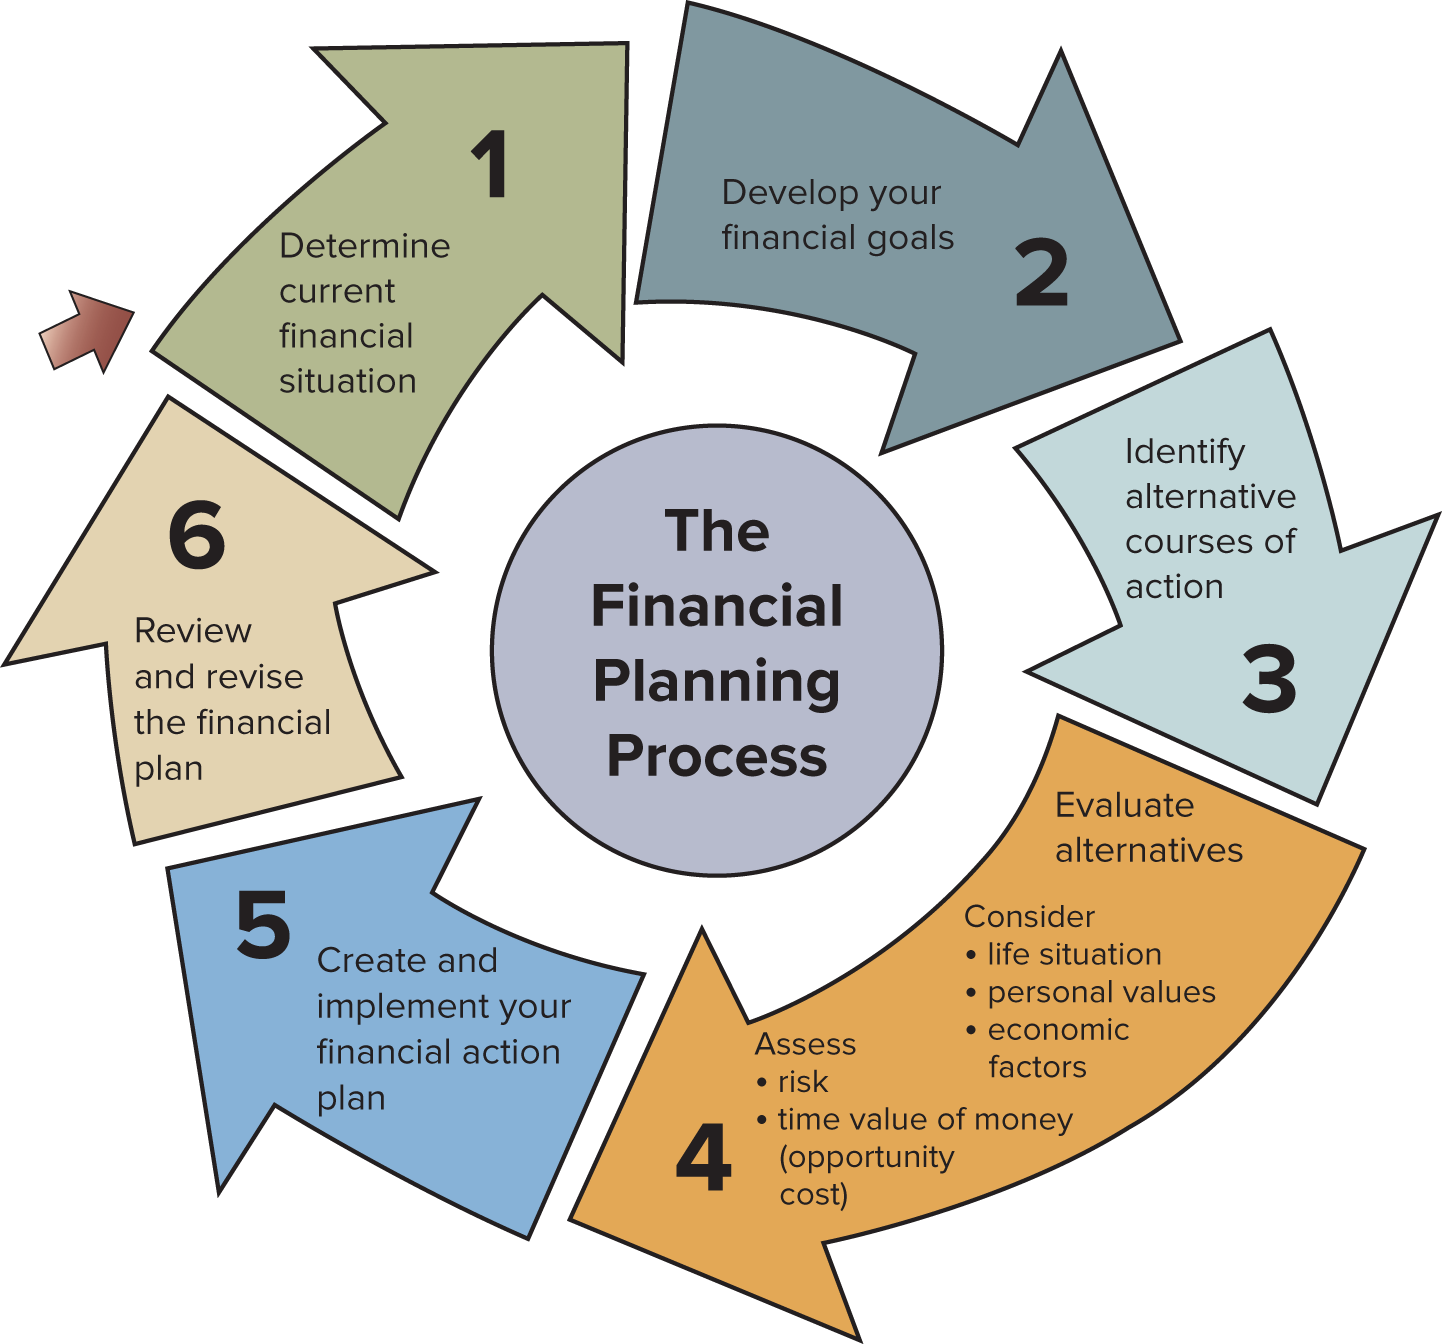 1
Determine
current
financial
situation
Develop your
financial goals
2
Identify
alternative
courses of
action
3
Evaluate
alternatives
Consider
• life situation
• personal values
• economic
factors
Assess
• risk
• time value of money
(opportunity
cost)
4
5
Create and
implement your
financial action
plan
6
Review
and revise
the financial
plan
The
Financial
Planning
Process